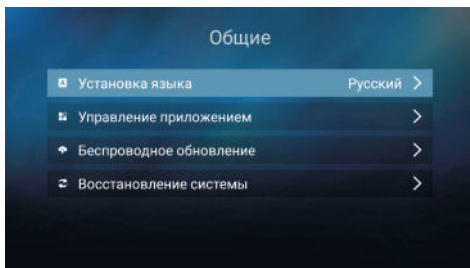 Общие
Установка языка Русский
Управление приложением
Беспроводное обновление
Восстановление системы